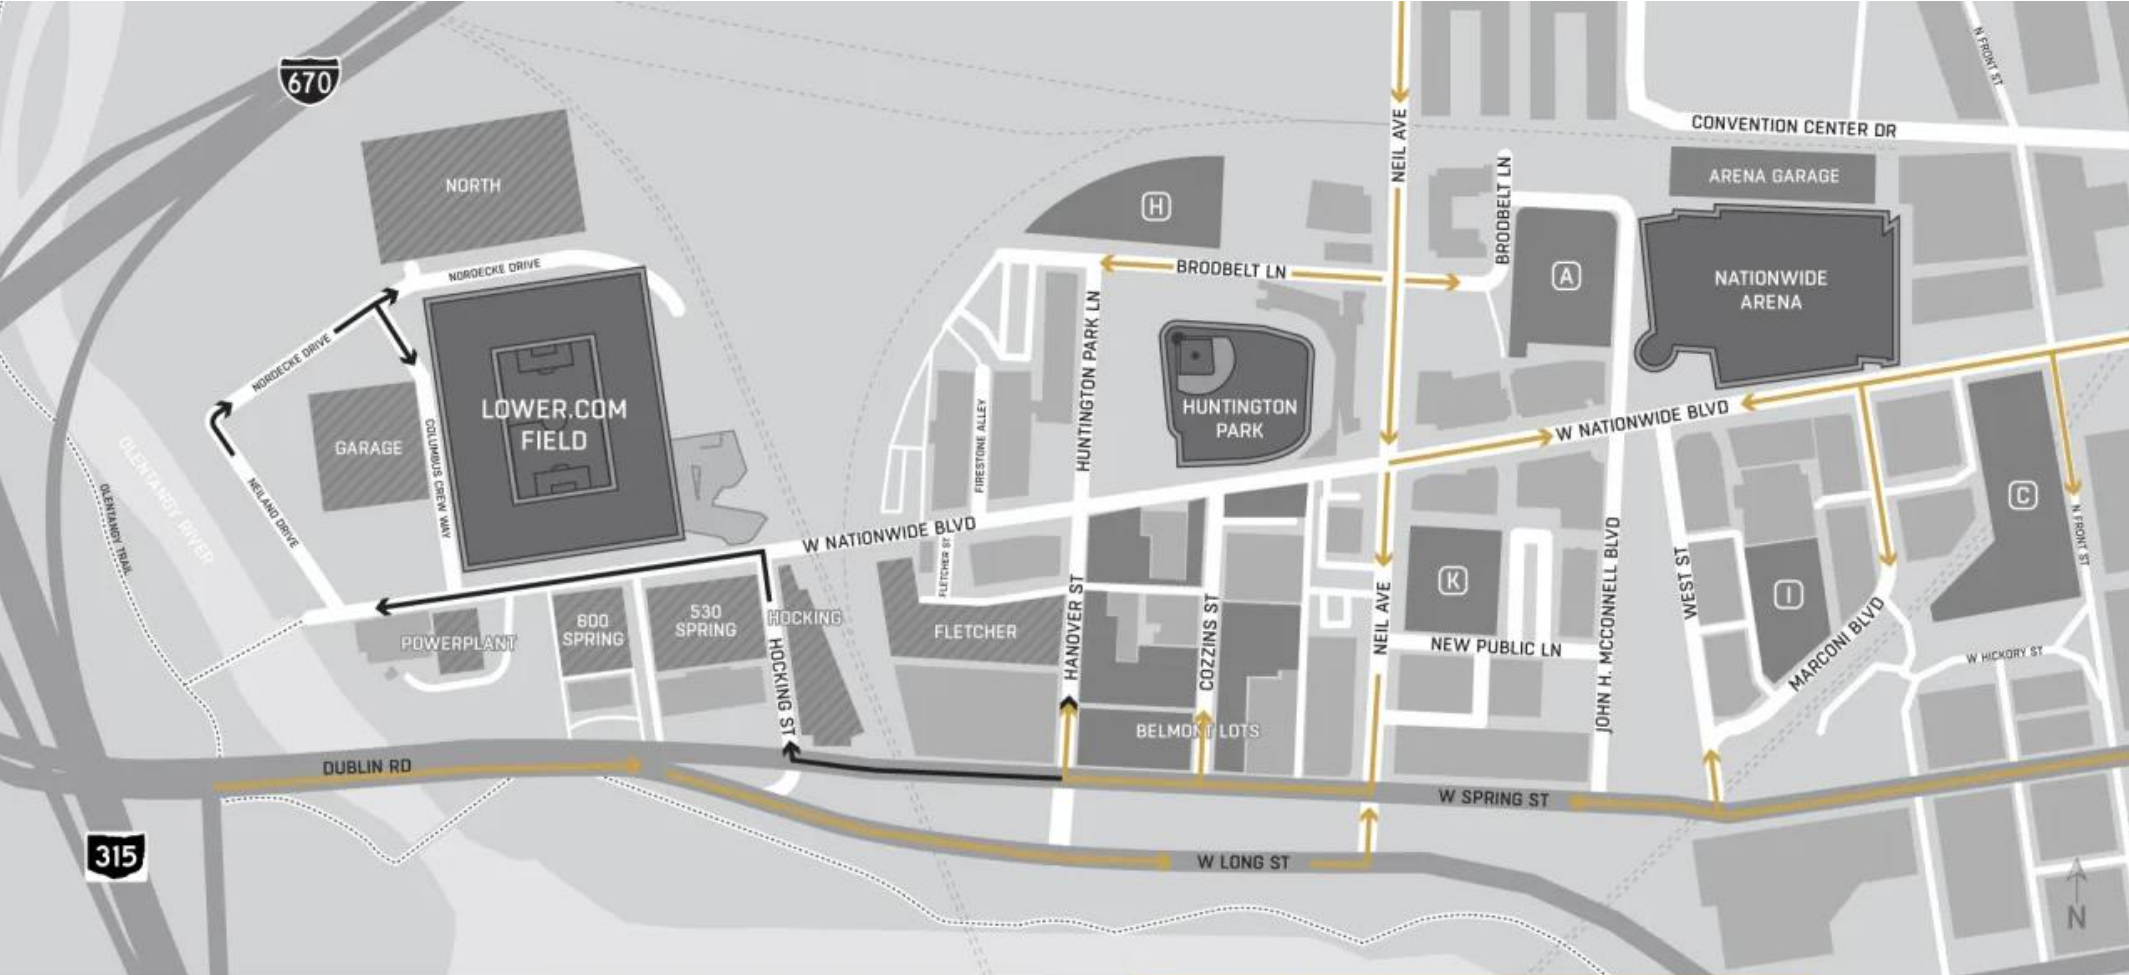 N FRONT ST
670
CONVENTION CENTER DR
NEIL AVE
NORTH
ARENA GARAGE
BRODBELT LN
H
NORDECKE DRIVE
BRODBELT LN
A
NATIONWIDE
ARENA
NORDECKE DRIVE
HUNTINGTON PARK LN
LOWER.COM
FIELD
HUNTINGTON
PARK
W NATIONWIDE BLVD
GARAGE
COLUMBUS CREW WAY
FIRESTONE ALLEY
OLENTANGY RIVER
OLENTANGY TRAIL
NEILAND DRIVE
C
N FRONT ST
W NATIONWIDE BLVD
FLETCHER ST
HANOVER ST
COZZINS ST
NEIL AVE
K
JOHN H. MCCONNELL BLVD
WEST ST
I
MARCONI BLVD
600
SPRING
530
SPRING
HOCKING
POWERPLANT
FLETCHER
NEW PUBLIC LN
W HICKORY ST
HOCKING ST
BELMONT LOTS
DUBLIN RD
W SPRING ST
315
W LONG ST
N